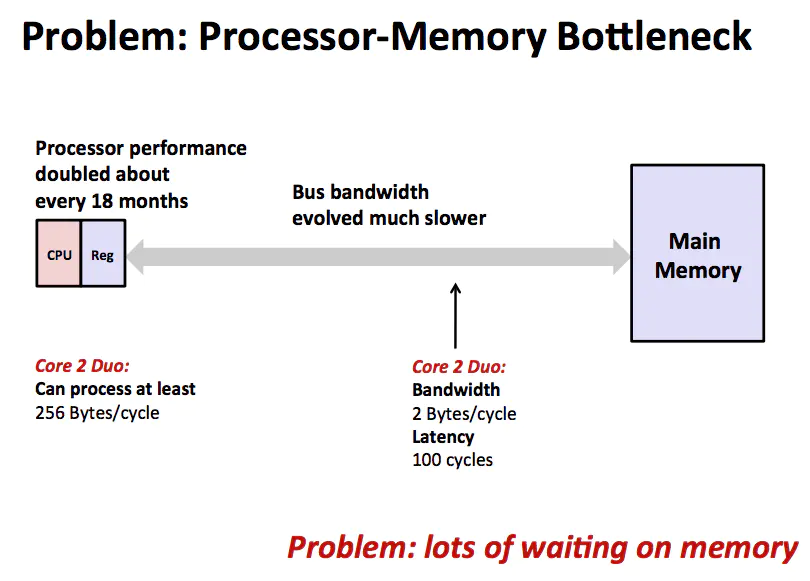 Problem: Processor-Memory Bottleneck
Processor performance
doubled about
every 18 months
Bus bandwidth
evolved much slower
CPU
Reg
Main
Memory
Core 2 Duo:
Can process at least
256 Bytes/cycle
Core 2 Duo:
Bandwidth
2 Bytes/cycle
Latency
100 cycles
Problem: lots of waiting on memory